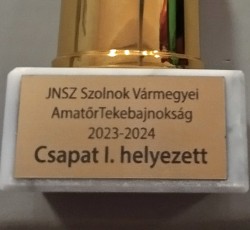 JNSZ Szolnok Vármegyei
AmatőrTekebajnokság
2023-2024
Csapat I. helyezett